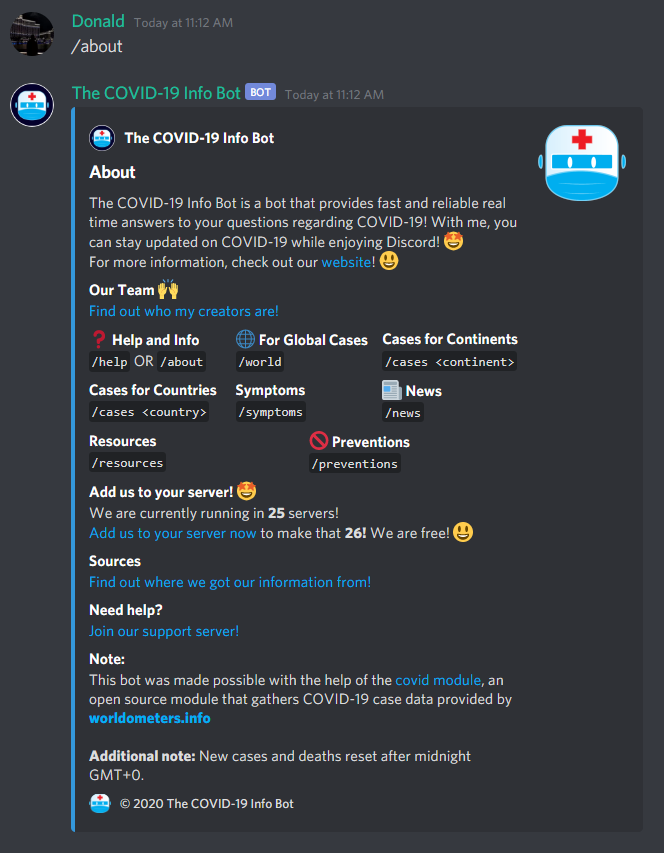 Donald Today at 11:12 AM
/about
The COVID-19 Info Bot BOT Today at 11:12 AM
The COVID-19 Info Bot
About
The COVID-19 Info Bot is a bot that provides fast and reliable real
time answers to your questions regarding COVID-19! With me, you
can stay updated on COVID-19 while enjoying Discord! 🤩
For more information, check out our website! 😃
Our Team 🙌
Find out who my creators are!
❓ Help and Info 🌐 For Global Cases Cases for Continents
/help OR /about /world /cases <continent>
Cases for Countries Symptoms 📰 News
/cases <country> /symptoms /news
Resources 🚫 Preventions
/resources /preventions
Add us to your server! 🤩
We are currently running in 25 servers!
Add us to your server now to make that 26! We are free! 😃
Sources
Find out where we got our information from!
Need help?
Join our support server!
Note:
This bot was made possible with the help of the covid module, an
open source module that gathers COVID-19 case data provided by
worldometers.info
Additional note: New cases and deaths reset after midnight
GMT+0.
© 2020 The COVID-19 Info Bot